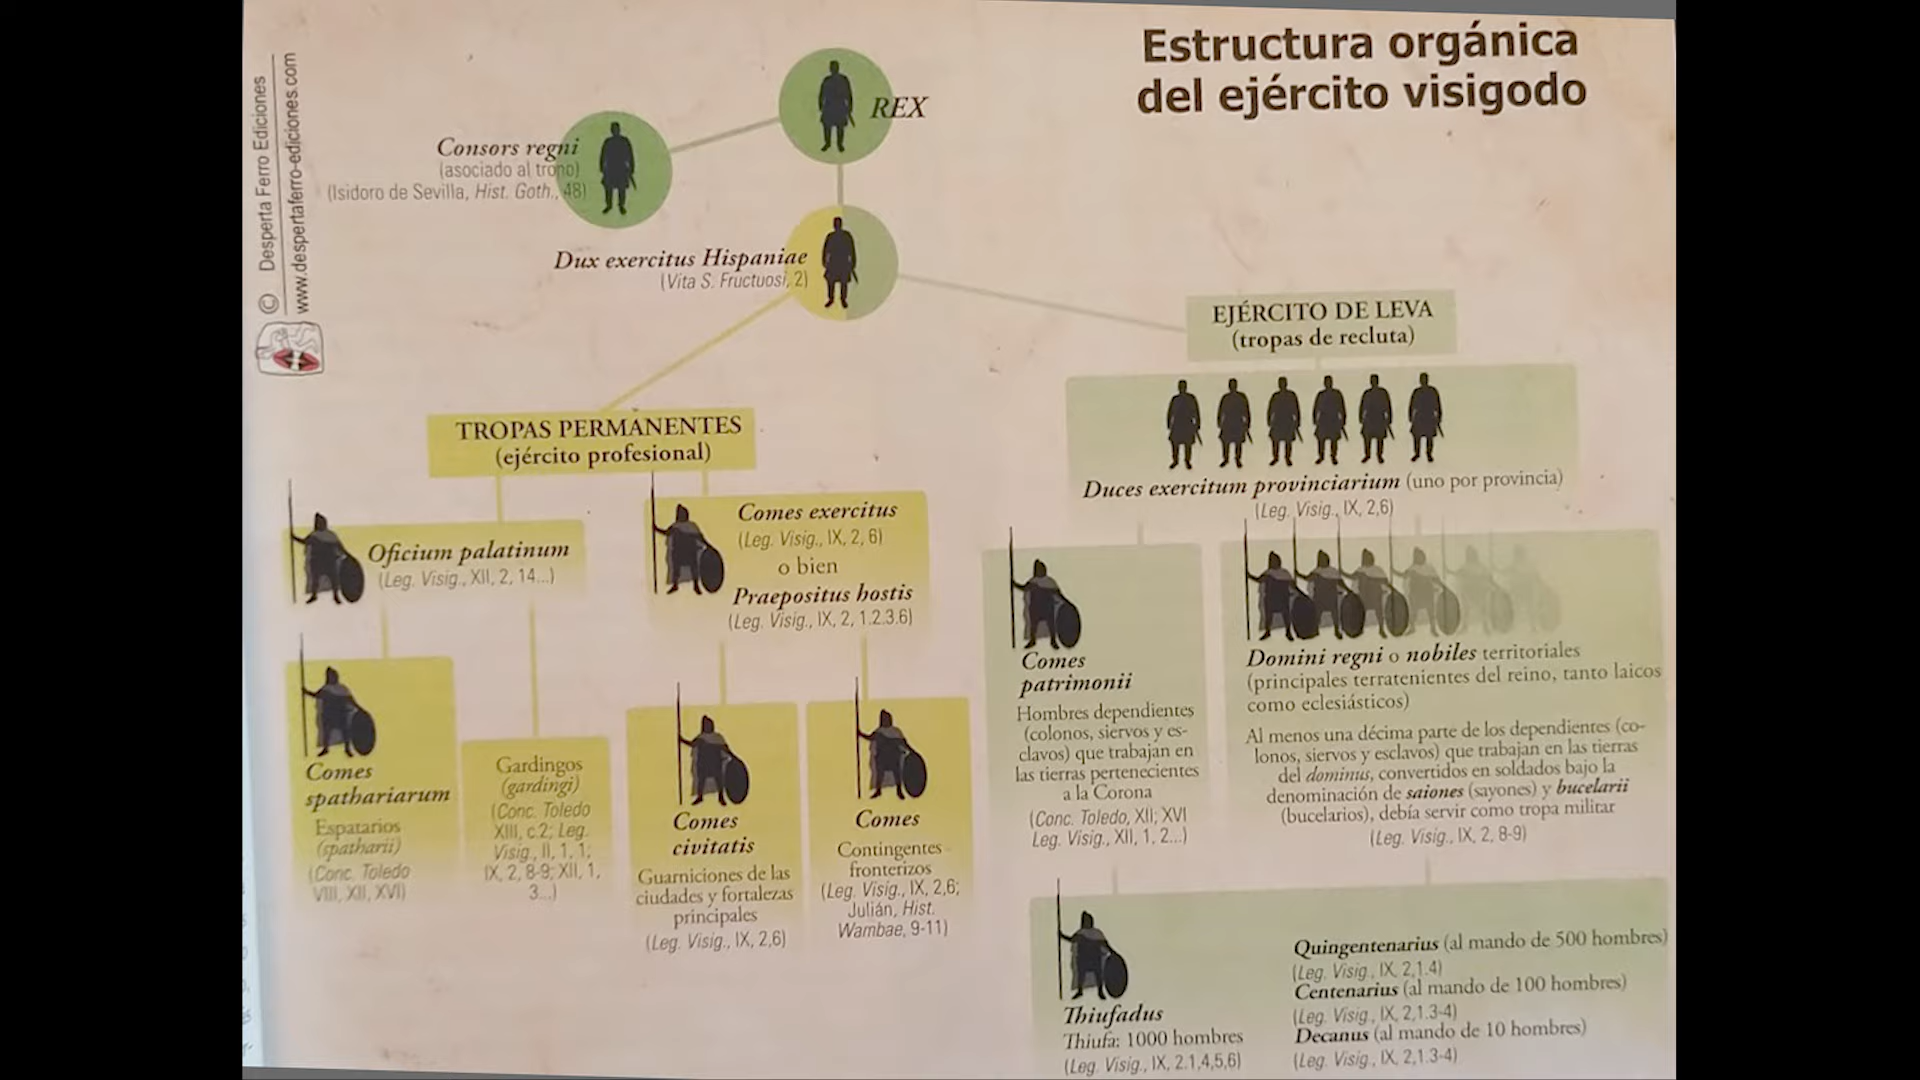 Estructura orgánica
del ejército visigodo
© Desperta Ferro Ediciones
www.despertaferro-ediciones.com
REX
Consors regni
(asociado al trono)
(Isidoro de Sevilla, Hist. Goth., 48)
Dux exercitus Hispaniae
(Vita S. Fructuosi, 2)
TROPAS PERMANENTES
(ejército profesional)
Oficium palatinum
(Leg. Visig., XII, 2, 14...)
Comes exercitus
(Leg. Visig., IX, 2, 6)
o bien
Praepositus hostis
(Leg. Visig., IX, 2, 1.2.3.6)
Comes
spathariarum
Espatarios
(spatharii)
(Conc. Toledo
VIII, XII, XVI)
Gardingos
(gardingi)
(Conc. Toledo
XIII, c.2; Leg.
Visig., II, 1, 1;
IX, 2, 8-9; XII, 1,
3...)
Comes
civitatis
Guarniciones de las
ciudades y fortalezas
principales
(Leg. Visig., IX, 2,6)
Comes
Contingentes
fronterizos
(Leg. Visig., IX, 2,6;
Julián, Hist.
Wambae, 9-11)
EJÉRCITO DE LEVA
(tropas de recluta)
Duces exercitum provinciarium (uno por provincia)
(Leg. Visig., IX, 2,6)
Comes
patrimonii
Hombres dependientes
(colonos, siervos y es-
clavos) que trabajan en
las tierras pertenecientes
a la Corona
(Conc. Toledo, XII; XVI
Leg. Visig., XII, 1, 2...)
Domini regni o nobiles territoriales
(principales terratenientes del reino, tanto laicos
como eclesiásticos)
Al menos una décima parte de los dependientes (co-
lonos, siervos y esclavos) que trabajan en las tierras
del dominus, convertidos en soldados bajo la
denominación de saiones (sayones) y bucelarii
(bucelarios), debía servir como tropa militar
(Leg. Visig., IX, 2, 8-9)
Thiufadus
Thiufa: 1000 hombres
(Leg. Visig., IX, 2.1,4,5,6)
Quingentenarius (al mando de 500 hombres)
(Leg. Visig., IX, 2,1.4)
Centenarius (al mando de 100 hombres)
(Leg. Visig., IX, 2,1.3-4)
Decanus (al mando de 10 hombres)
(Leg. Visig., IX, 2,1.3-4)